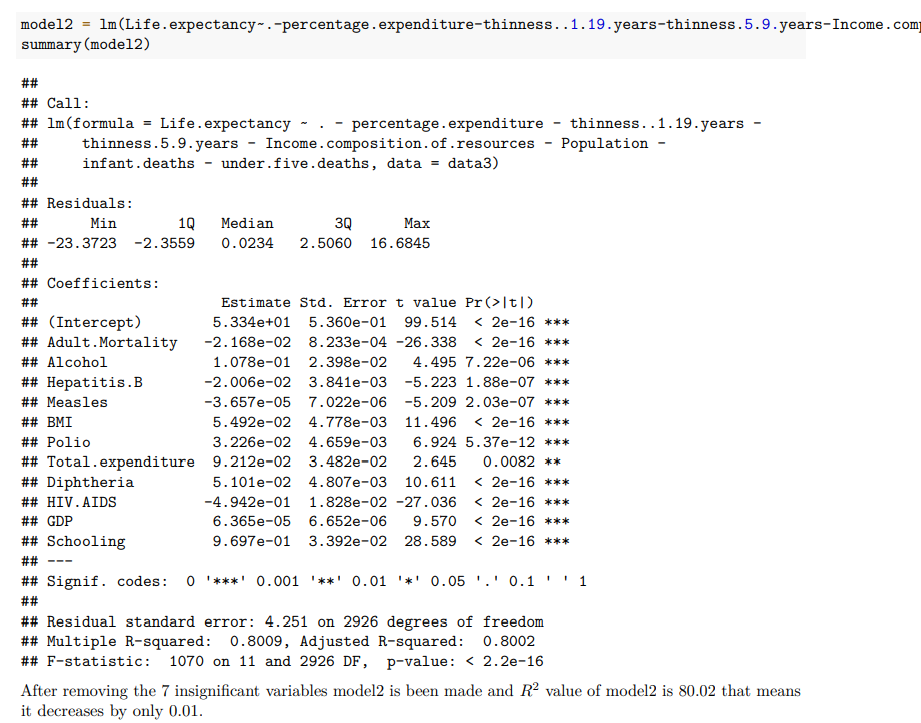 model2 = lm(Life.expectancy~.-percentage.expenditure-thinness..1.19.years-thinness.5.9.years-Income.com
summary(model2)
##
## Call:
## lm(formula = Life.expectancy ~ . - percentage.expenditure - thinness..1.19.years -
##     thinness.5.9.years - Income.composition.of.resources - Population -
##     infant.deaths - under.five.deaths, data = data3)
##
## Residuals:
##      Min       1Q   Median       3Q      Max
## -23.3723  -2.3559   0.0234   2.5060  16.6845
##
## Coefficients:
##                     Estimate Std. Error t value Pr(>|t|)
## (Intercept)        5.334e+01  5.360e-01  99.514  < 2e-16 ***
## Adult.Mortality   -2.168e-02  8.233e-04 -26.338  < 2e-16 ***
## Alcohol            1.078e-01  2.398e-02   4.495 7.22e-06 ***
## Hepatitis.B       -2.006e-02  3.841e-03  -5.223 1.88e-07 ***
## Measles           -3.657e-05  7.022e-06  -5.209 2.03e-07 ***
## BMI                5.492e-02  4.778e-03  11.496  < 2e-16 ***
## Polio              3.226e-02  4.659e-03   6.924 5.37e-12 ***
## Total.expenditure  9.212e-02  3.482e-02   2.645   0.0082 **
## Diphtheria         5.101e-02  4.807e-03  10.611  < 2e-16 ***
## HIV.AIDS          -4.942e-01  1.828e-02 -27.036  < 2e-16 ***
## GDP                6.365e-05  6.652e-06   9.570  < 2e-16 ***
## Schooling          9.697e-01  3.392e-02  28.589  < 2e-16 ***
## ---
## Signif. codes:  0 '***' 0.001 '**' 0.01 '*' 0.05 '.' 0.1 ' ' 1
##
## Residual standard error: 4.251 on 2926 degrees of freedom
## Multiple R-squared:  0.8009, Adjusted R-squared:  0.8002
## F-statistic:  1070 on 11 and 2926 DF,  p-value: < 2.2e-16
After removing the 7 insignificant variables model2 is been made and R² value of model2 is 80.02 that means
it decreases by only 0.01.